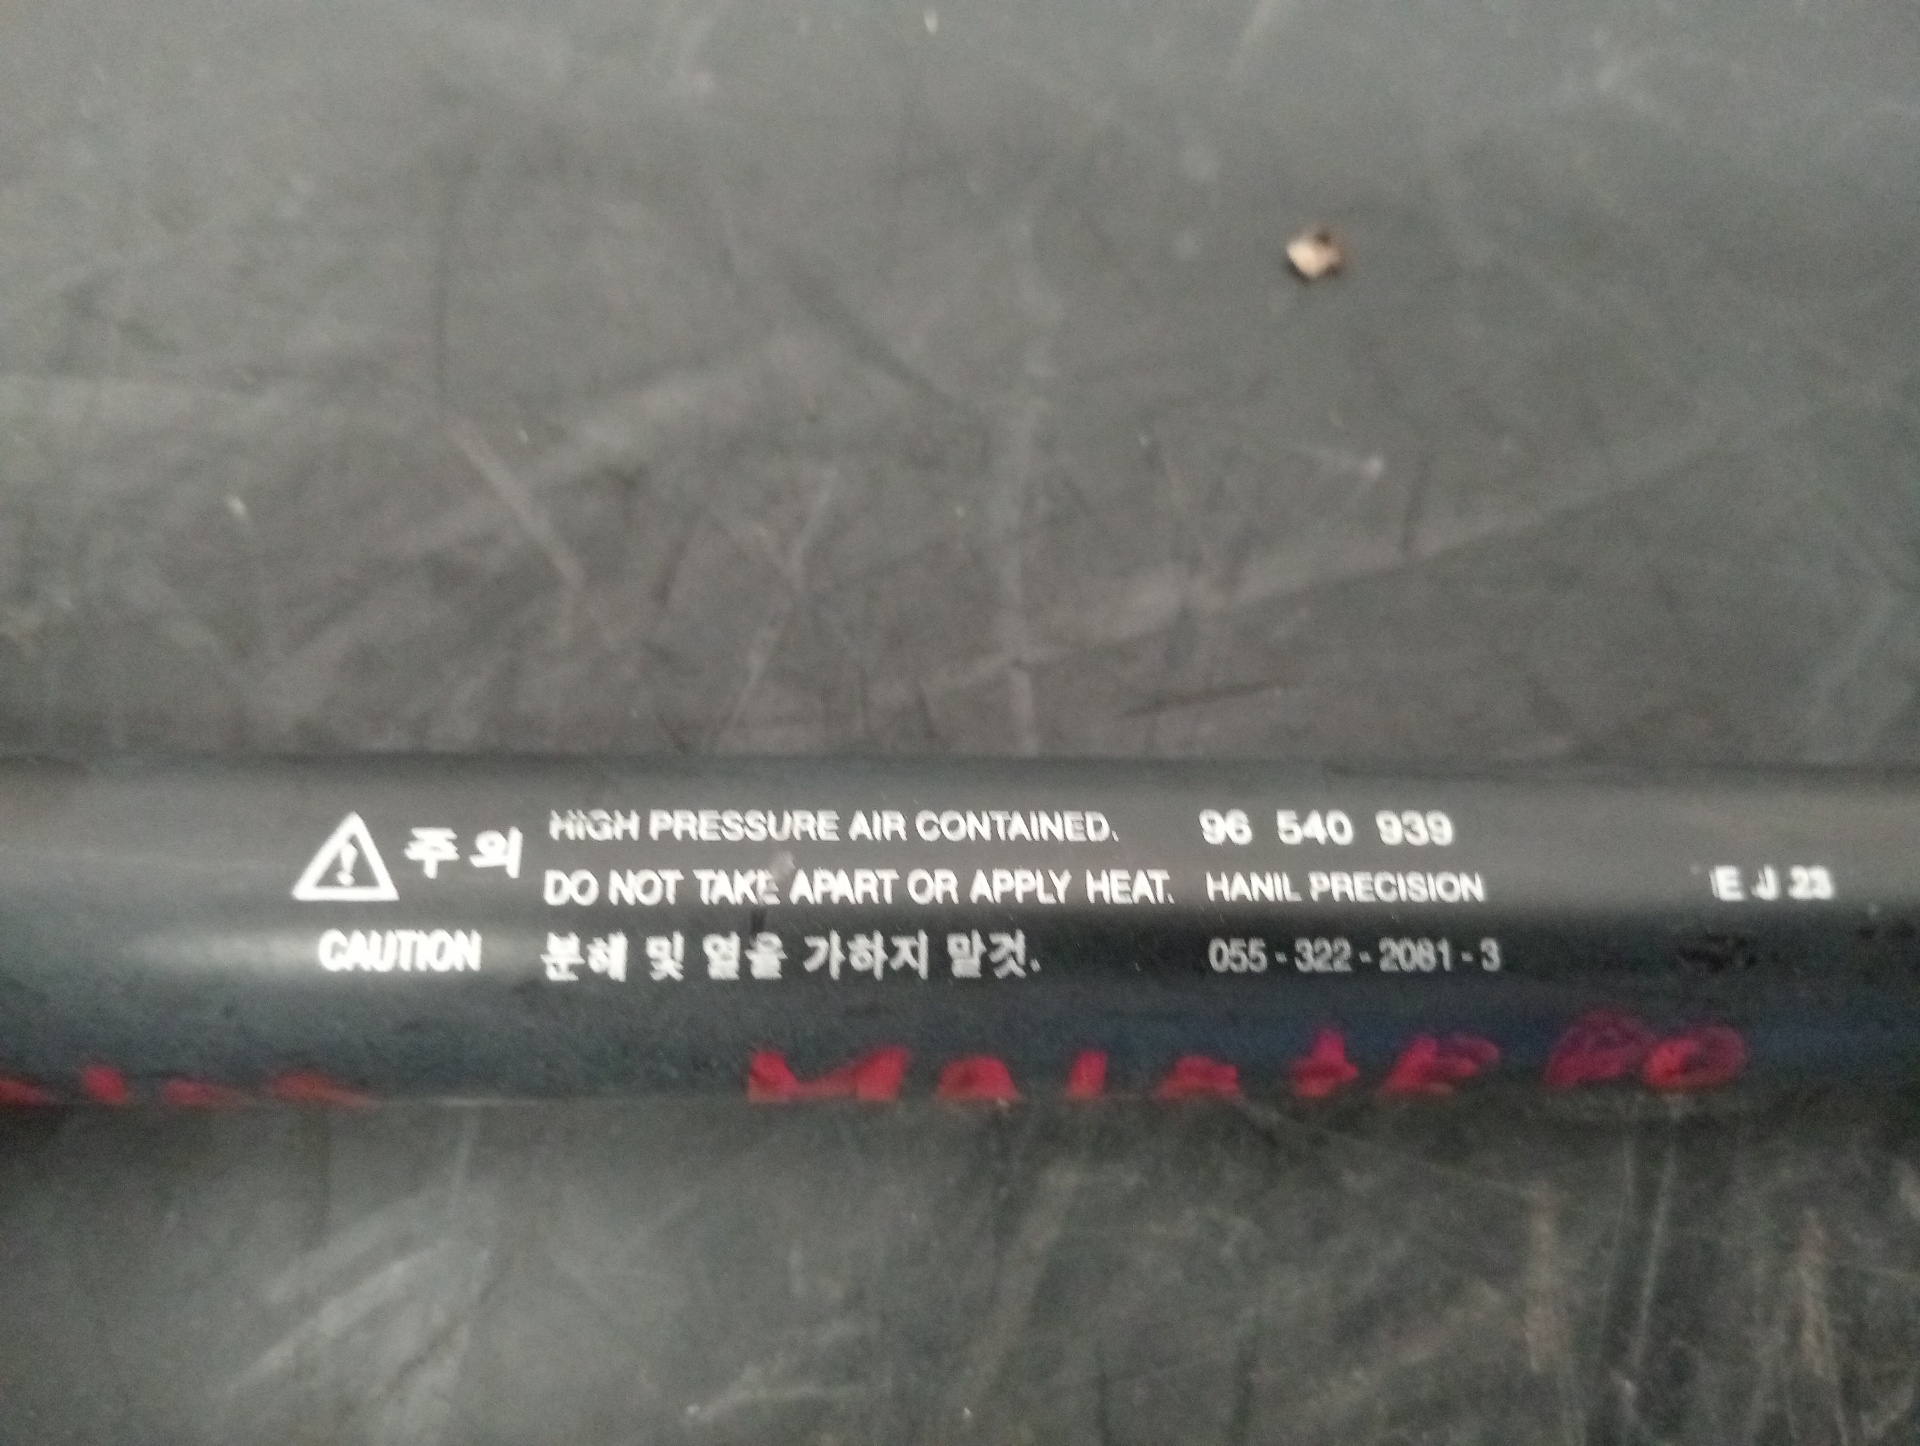 주의 HIGH PRESSURE AIR CONTAINED. 96 540 939
DO NOT TAKE APART OR APPLY HEAT. HANIL PRECISION E J 23
CAUTION 분해 및 열을 가하지 말것. 055-322-2081-3